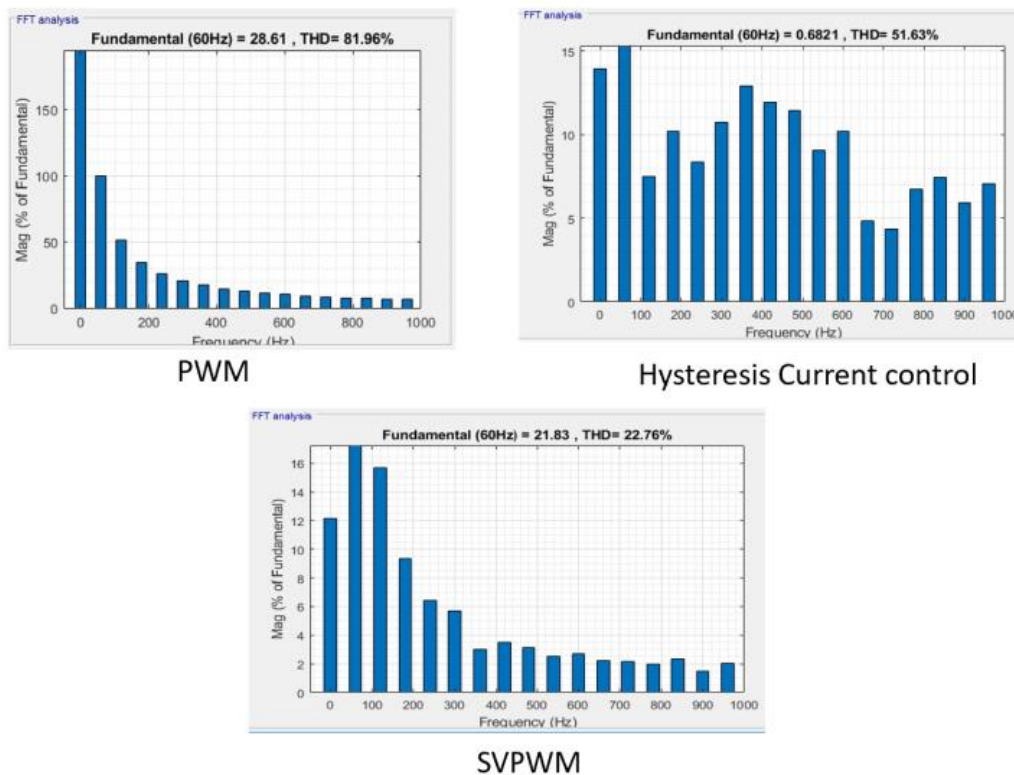 FFT analysis
Fundamental (60Hz) = 28.61 , THD= 81.96%
Mag (% of Fundamental)
150
100
50
0
0 200 400 600 800 1000
Frequency (Hz)
PWM
FFT analysis
Fundamental (60Hz) = 0.6821 , THD= 51.63%
Mag (% of Fundamental)
15
10
5
0
0 100 200 300 400 500 600 700 800 900 1000
Frequency (Hz)
Hysteresis Current control
FFT analysis
Fundamental (60Hz) = 21.83 , THD= 22.76%
Mag (% of Fundamental)
16
14
12
10
8
6
4
2
0
0 100 200 300 400 500 600 700 800 900 1000
Frequency (Hz)
SVPWM